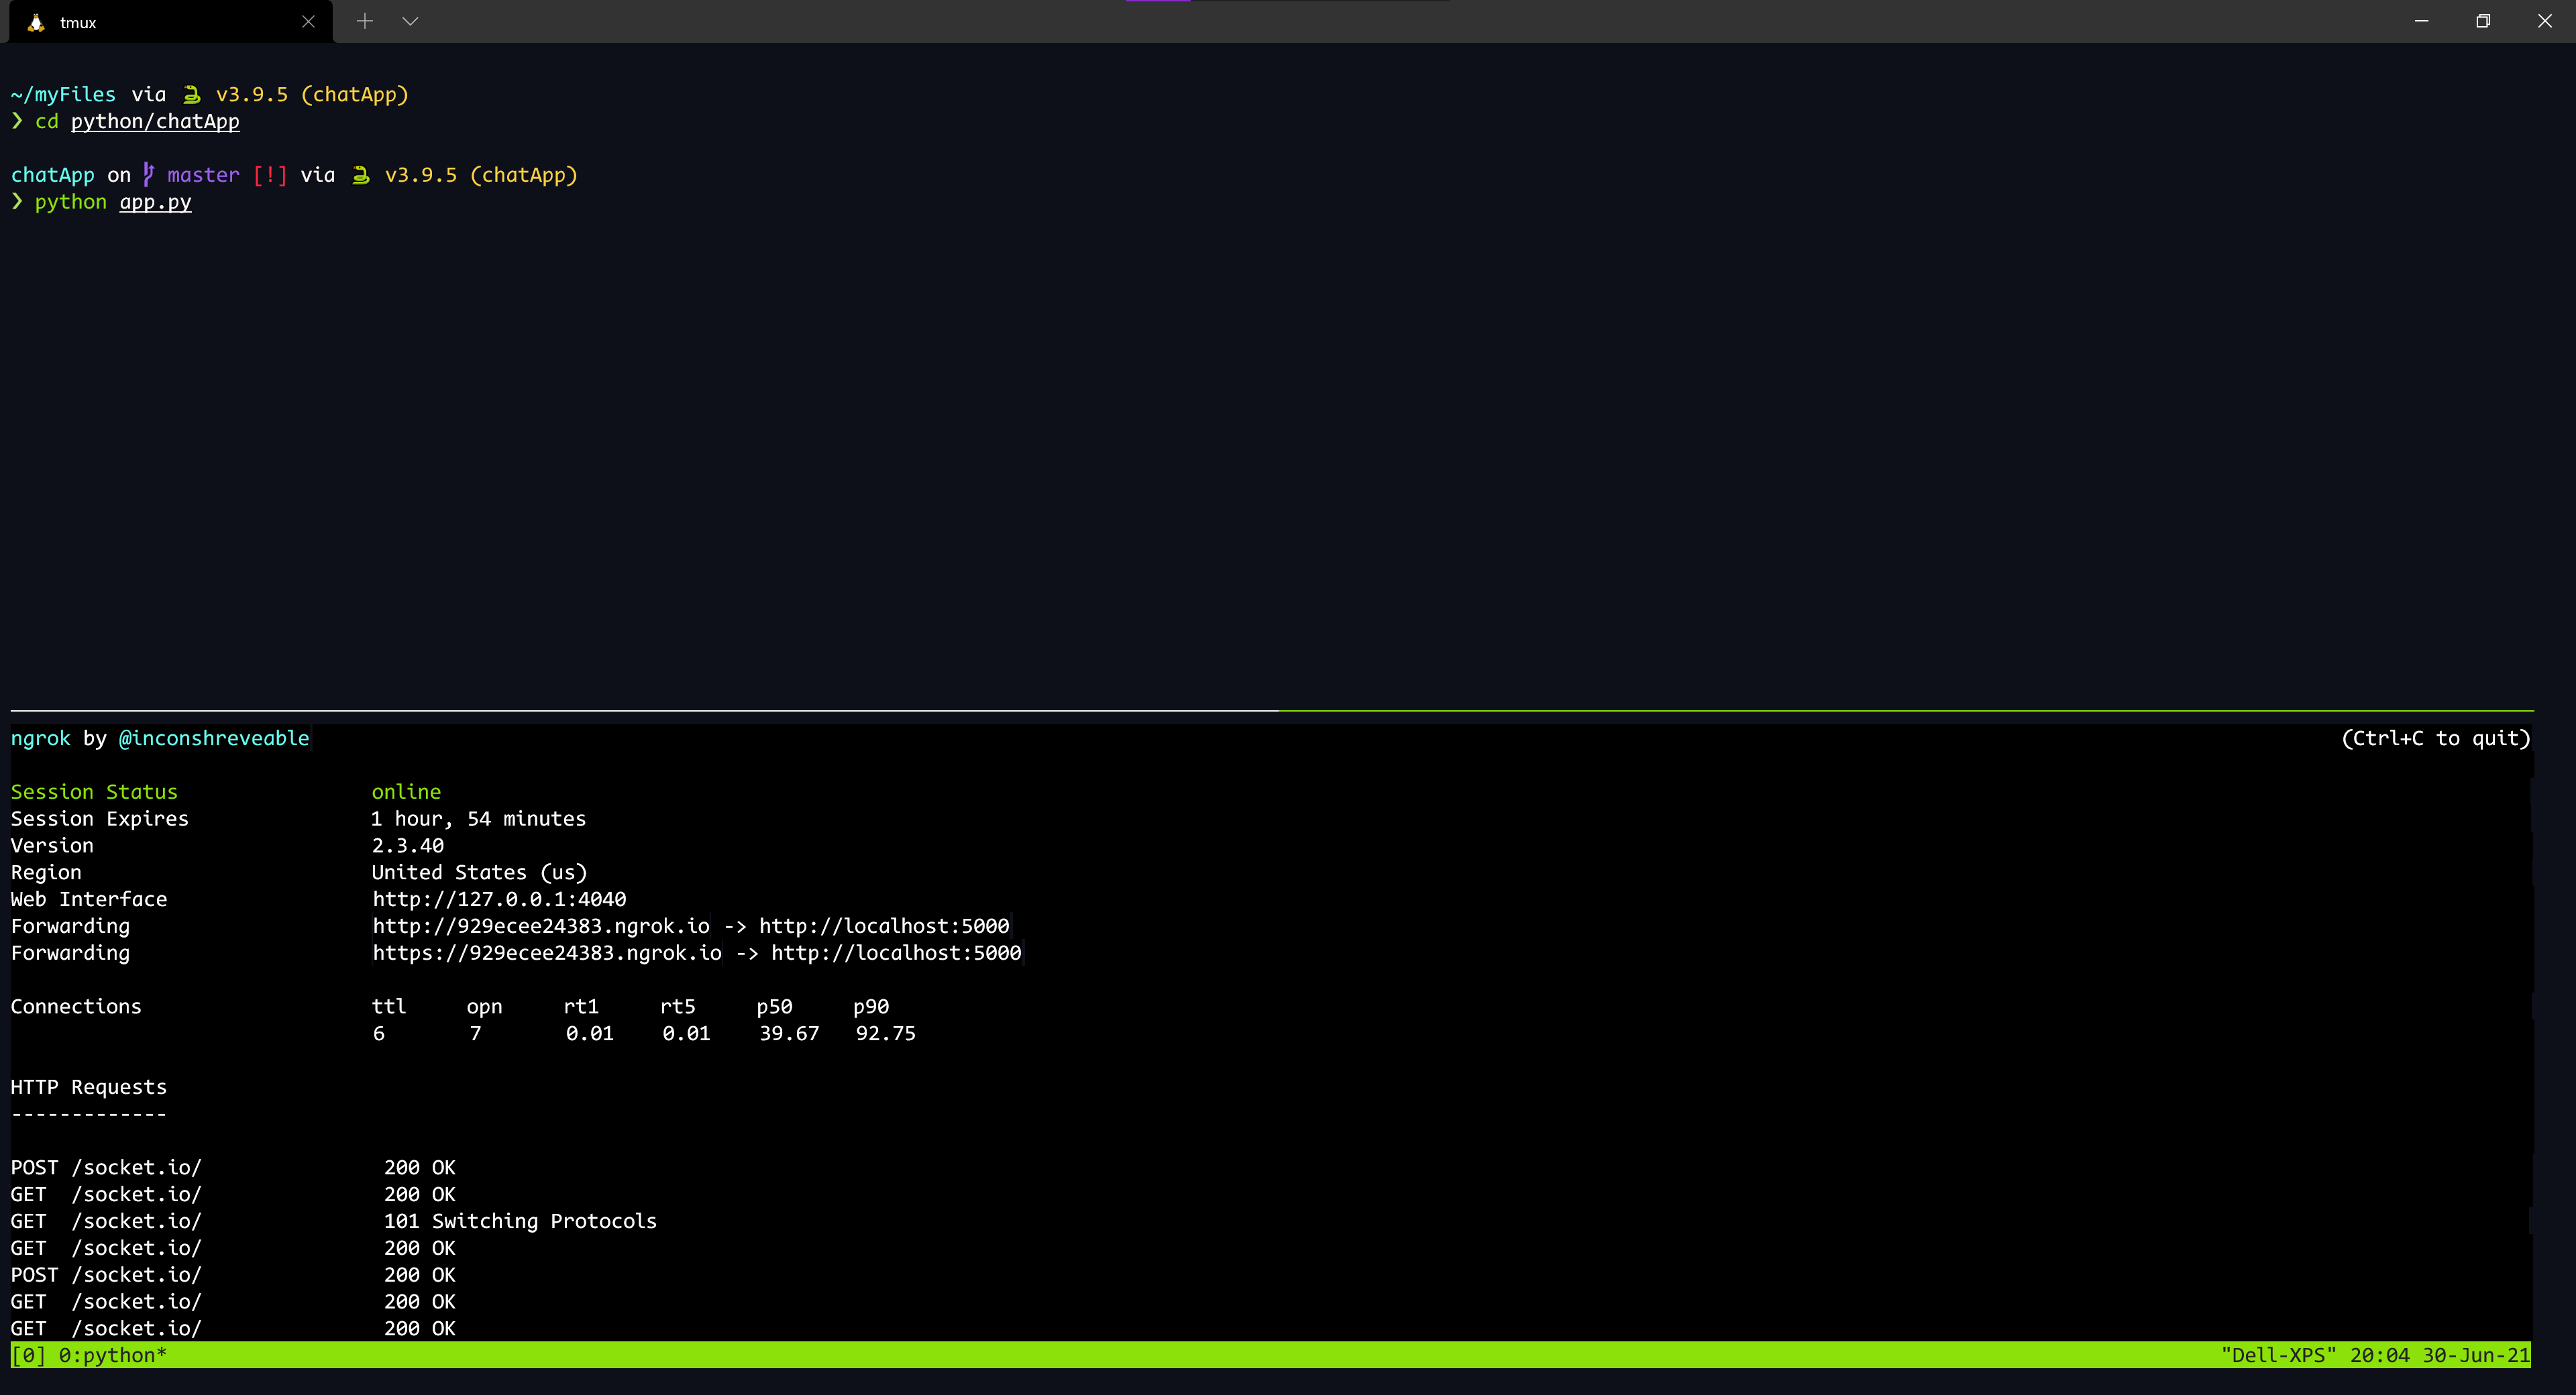 tmux
~/myFiles via 🐍 v3.9.5 (chatApp)
❯ cd python/chatApp
chatApp on master [!] via 🐍 v3.9.5 (chatApp)
❯ python app.py
ngrok by @inconshreveable (Ctrl+C to quit)
Session Status online
Session Expires 1 hour, 54 minutes
Version 2.3.40
Region United States (us)
Web Interface http://127.0.0.1:4040
Forwarding http://929ecee24383.ngrok.io -> http://localhost:5000
Forwarding https://929ecee24383.ngrok.io -> http://localhost:5000
Connections ttl opn rt1 rt5 p50 p90
6 7 0.01 0.01 39.67 92.75
HTTP Requests
-------------
POST /socket.io/ 200 OK
GET /socket.io/ 200 OK
GET /socket.io/ 101 Switching Protocols
GET /socket.io/ 200 OK
POST /socket.io/ 200 OK
GET /socket.io/ 200 OK
GET /socket.io/ 200 OK
[0] 0:python* "Dell-XPS" 20:04 30-Jun-21